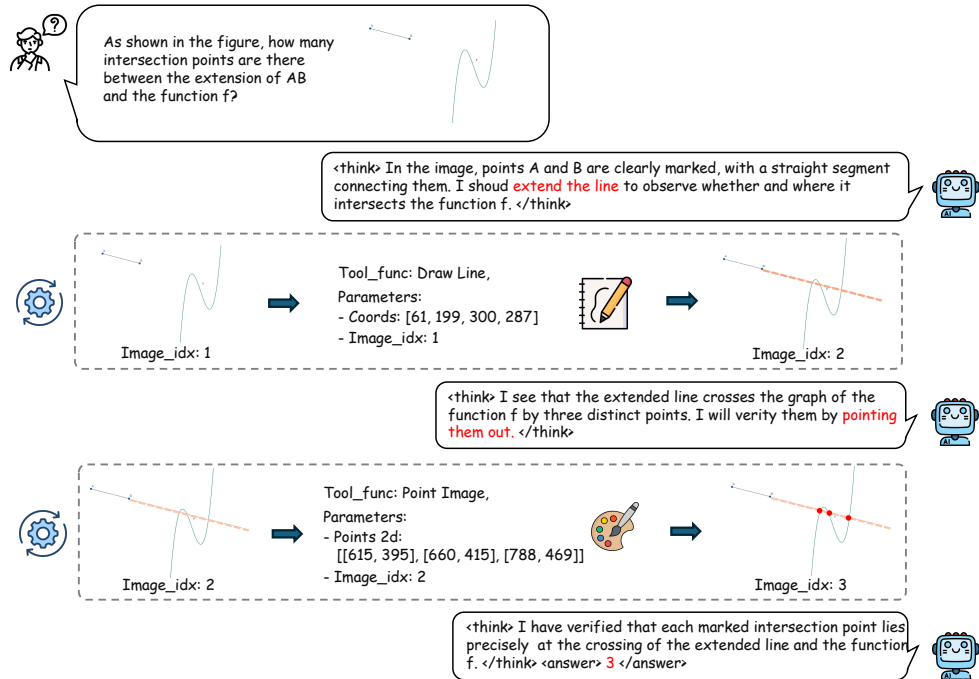 As shown in the figure, how many
intersection points are there
between the extension of AB
and the function f?
<think> In the image, points A and B are clearly marked, with a straight segment
connecting them. I shoud extend the line to observe whether and where it
intersects the function f. </think>
Tool_func: Draw Line,
Parameters:
- Coords: [61, 199, 300, 287]
- Image_idx: 1
Image_idx: 1
Image_idx: 2
<think> I see that the extended line crosses the graph of the
function f by three distinct points. I will verity them by pointing
them out. </think>
Tool_func: Point Image,
Parameters:
- Points 2d:
[[615, 395], [660, 415], [788, 469]]
- Image_idx: 2
Image_idx: 2
Image_idx: 3
<think> I have verified that each marked intersection point lies
precisely at the crossing of the extended line and the function
f. </think> <answer> 3 </answer>
AI
AI
AI